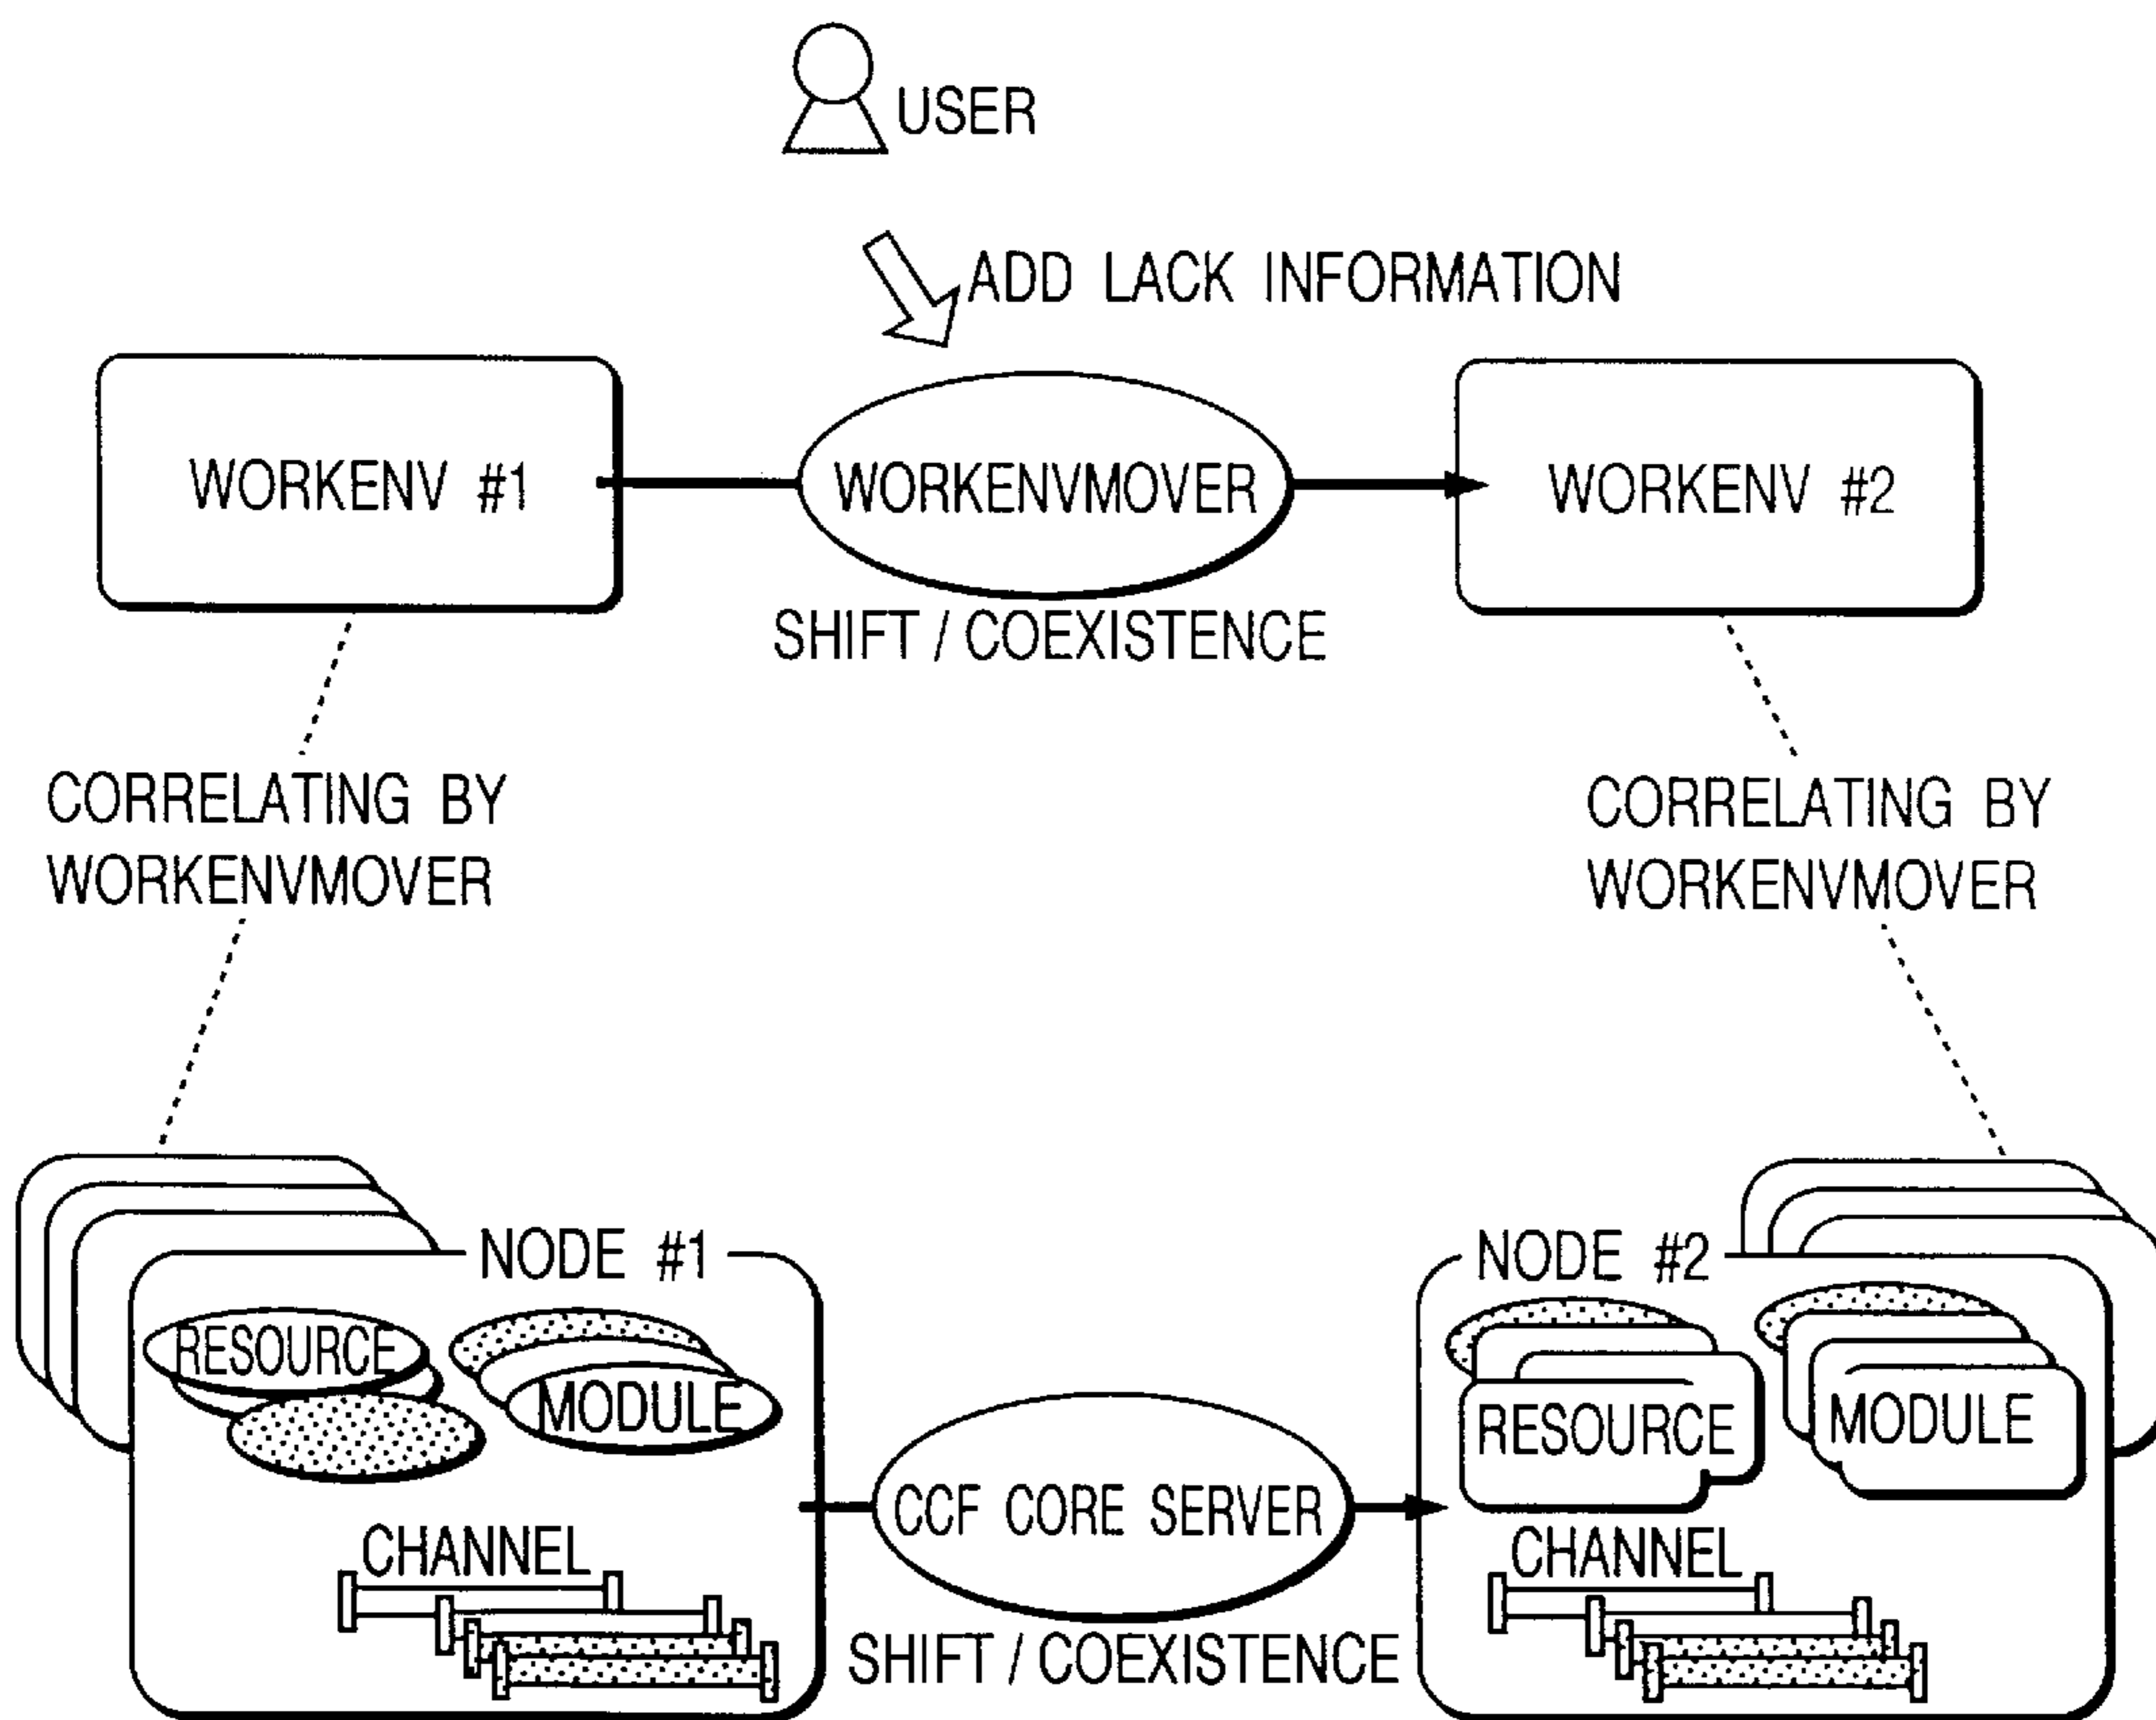 USER
ADD LACK INFORMATION
WORKENV #1
WORKENVMOVER
WORKENV #2
SHIFT / COEXISTENCE
CORRELATING BY
WORKENVMOVER
CORRELATING BY
WORKENVMOVER
NODE #1
NODE #2
RESOURCE
MODULE
RESOURCE
MODULE
CCF CORE SERVER
CHANNEL
CHANNEL
SHIFT / COEXISTENCE